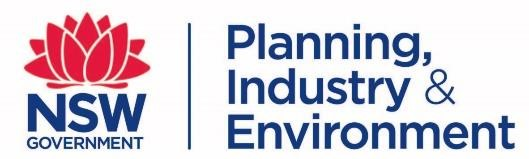 NSW
GOVERNMENT
Planning,
Industry &
Environment